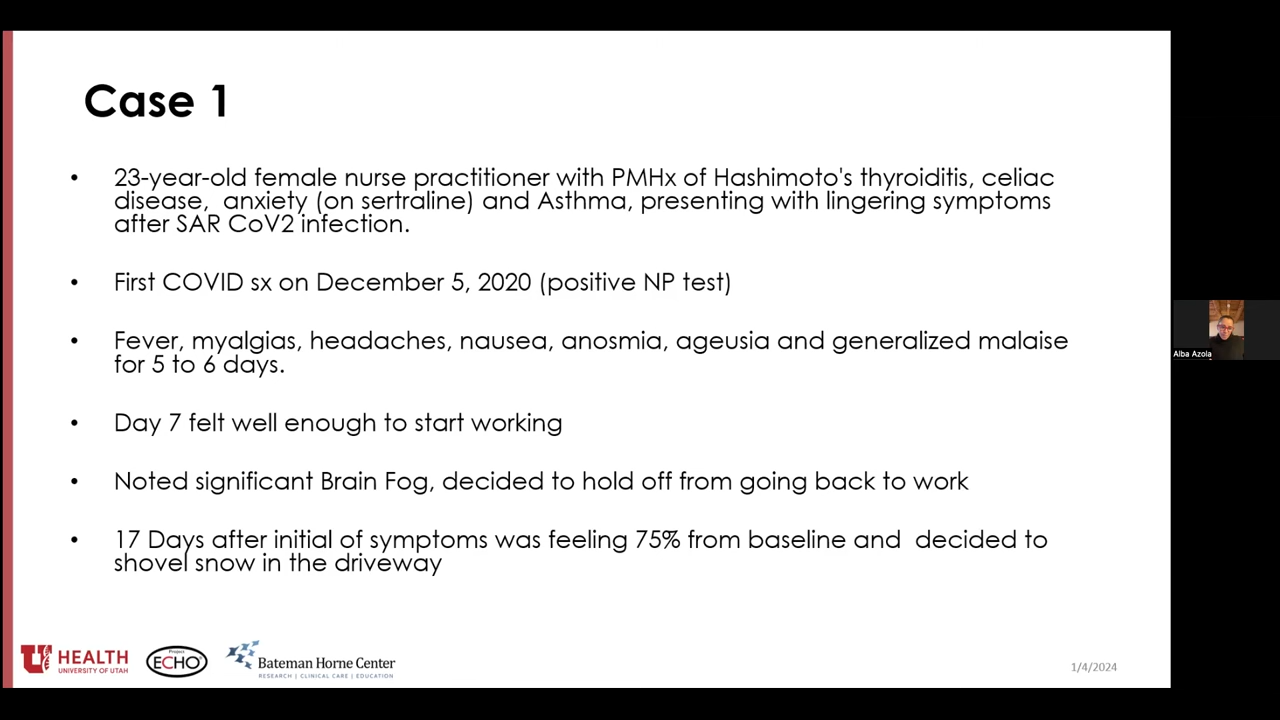 Case 1
• 23-year-old female nurse practitioner with PMHx of Hashimoto's thyroiditis, celiac
disease, anxiety (on sertraline) and Asthma, presenting with lingering symptoms
after SAR CoV2 infection.
• First COVID sx on December 5, 2020 (positive NP test)
• Fever, myalgias, headaches, nausea, anosmia, ageusia and generalized malaise
for 5 to 6 days.
• Day 7 felt well enough to start working
• Noted significant Brain Fog, decided to hold off from going back to work
• 17 Days after initial of symptoms was feeling 75% from baseline and decided to
shovel snow in the driveway
Alba Azola
U HEALTH
UNIVERSITY OF UTAH
Project
ECHO
Bateman Horne Center
RESEARCH | CLINICAL CARE | EDUCATION
1/4/2024